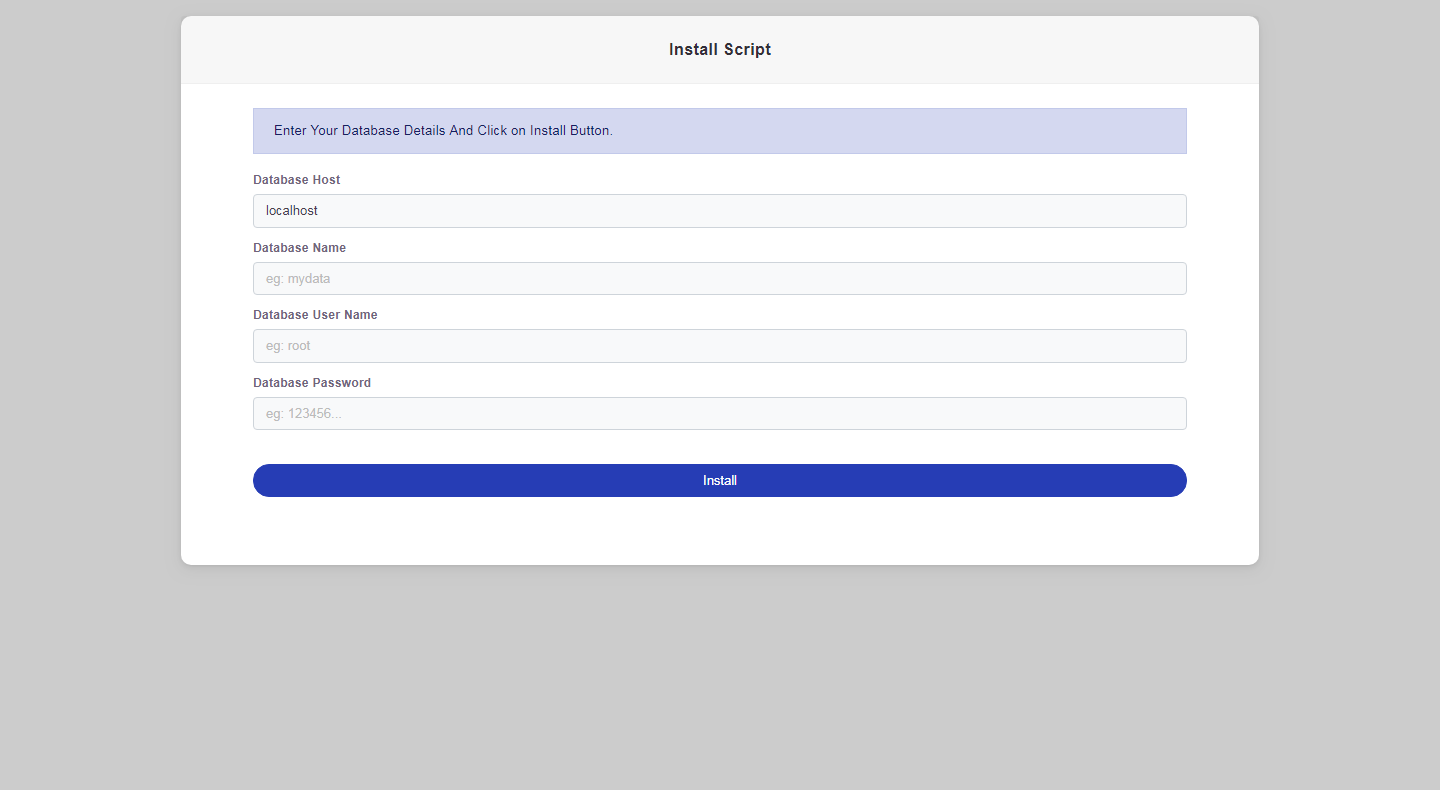 Install Script
Enter Your Database Details And Click on Install Button.
Database Host
localhost
Database Name
eg: mydata
Database User Name
eg: root
Database Password
eg: 123456...
Install